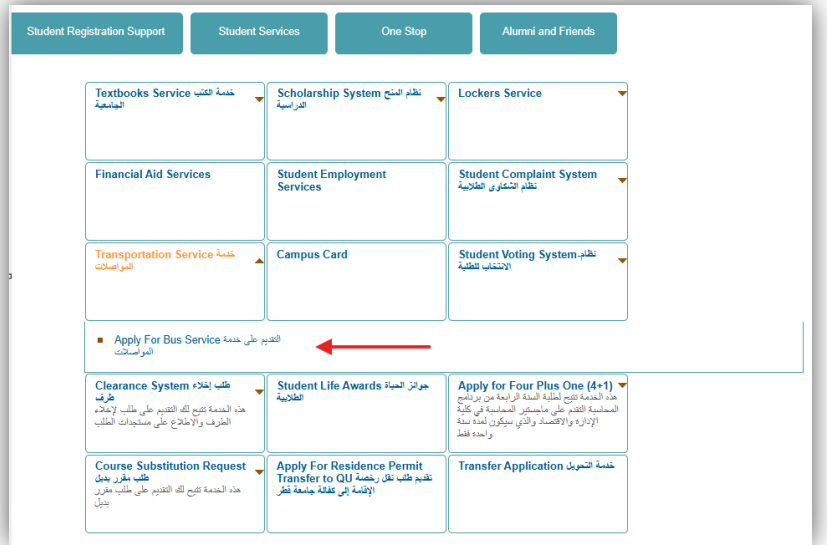 Student Registration Support
Student Services
One Stop
Alumni and Friends
Textbooks Service خدمة الكتب
الجامعية
Scholarship System نظام المنح
الدراسية
Lockers Service
Financial Aid Services
Student Employment
Services
Student Complaint System
نظام الشكاوى الطلابية
Transportation Service خدمة
المواصلات
Campus Card
Student Voting System-نظام
الانتخاب للطلبة
Apply For Bus Service التقديم على خدمة
المواصلات
Clearance System طلب إخلاء
طرف
هذه الخدمة تتيح لك التقديم على طلب لإخلاء
الطرف والاطلاع على مستجدات الطلب
Student Life Awards جوائز الحياة
الطلابية
Apply for Four Plus One (4+1)
هذه الخدمة تتيح لطلبة السنة الرابعة من برنامج
المحاسبة التقدم على ماجستير المحاسبة في كلية
الإدارة والاقتصاد والذي سيكون لمدة سنة
واحدة فقط
Course Substitution Request
طلب مقرر بديل
هذه الخدمة تتيح لك التقديم على طلب مقرر
بديل
Apply For Residence Permit
Transfer to QU تقديم طلب نقل رخصة
الإقامة إلى كفالة جامعة قطر
Transfer Application خدمة التحويل